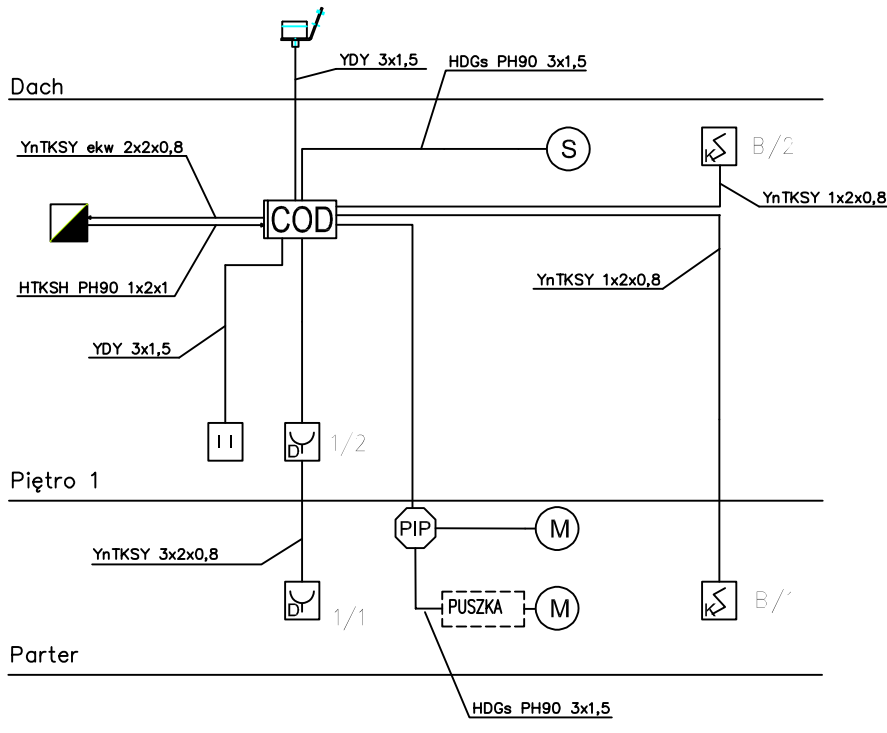 YDY 3x1,5
HDGs PH90 3x1,5
Dach
YnTKSY ekw 2x2x0,8
S
K
B/2
YnTKSY 1x2x0,8
COD
YnTKSY 1x2x0,8
HTKSH PH90 1x2x1
YDY 3x1,5
D
1/2
Piętro 1
PIP
M
YnTKSY 3x2x0,8
D
1/1
PUSZKA
M
K
Parter
HDGs PH90 3x1,5